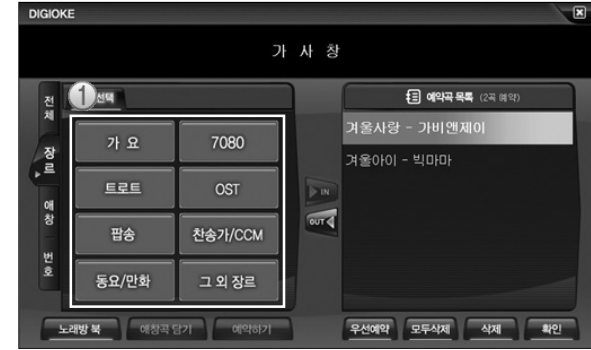 DIGIOKE
가 사 창
전체
장르
애창
번호
① 선택
가 요
7080
트로트
OST
팝송
찬송가/CCM
동요/만화
그 외 장르
IN
OUT
예약곡 목록 (2곡 예약)
겨울사랑 - 가비앤제이
겨울아이 - 빅마마
노래방 북
애창곡 담기
예약하기
우선예약
모두삭제
삭제
확인